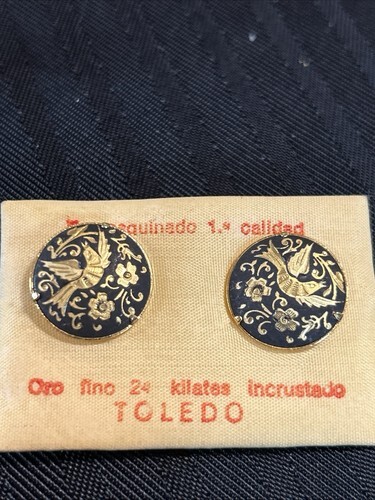 1.ª calidad
Oro fino 24 kilates incrustado
TOLEDO